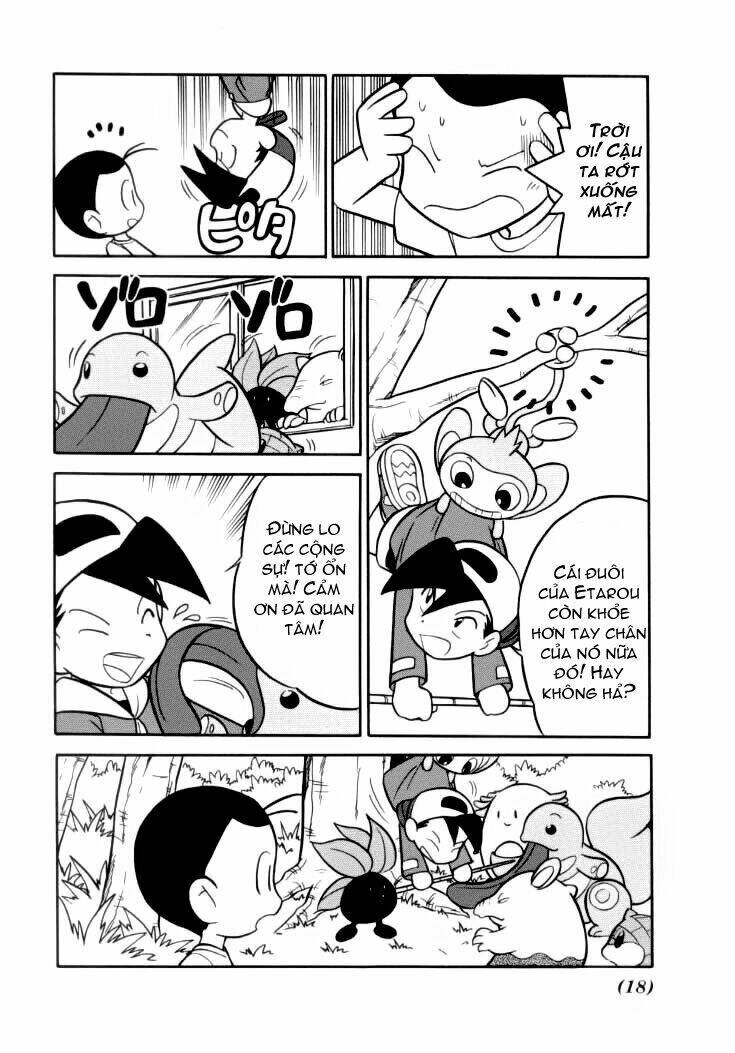 Trời
ơi! Cậu
ta rớt
xuống
mất!
ピタ
Cái đuôi
của Etarou
còn khỏe
hơn tay chân
của nó nữa
đó! Hay
không hả?
ゾロ
ゾロ
Đừng lo
các cộng
sự! tớ ổn
mà! Cảm
ơn đã quan
tâm!
(18)